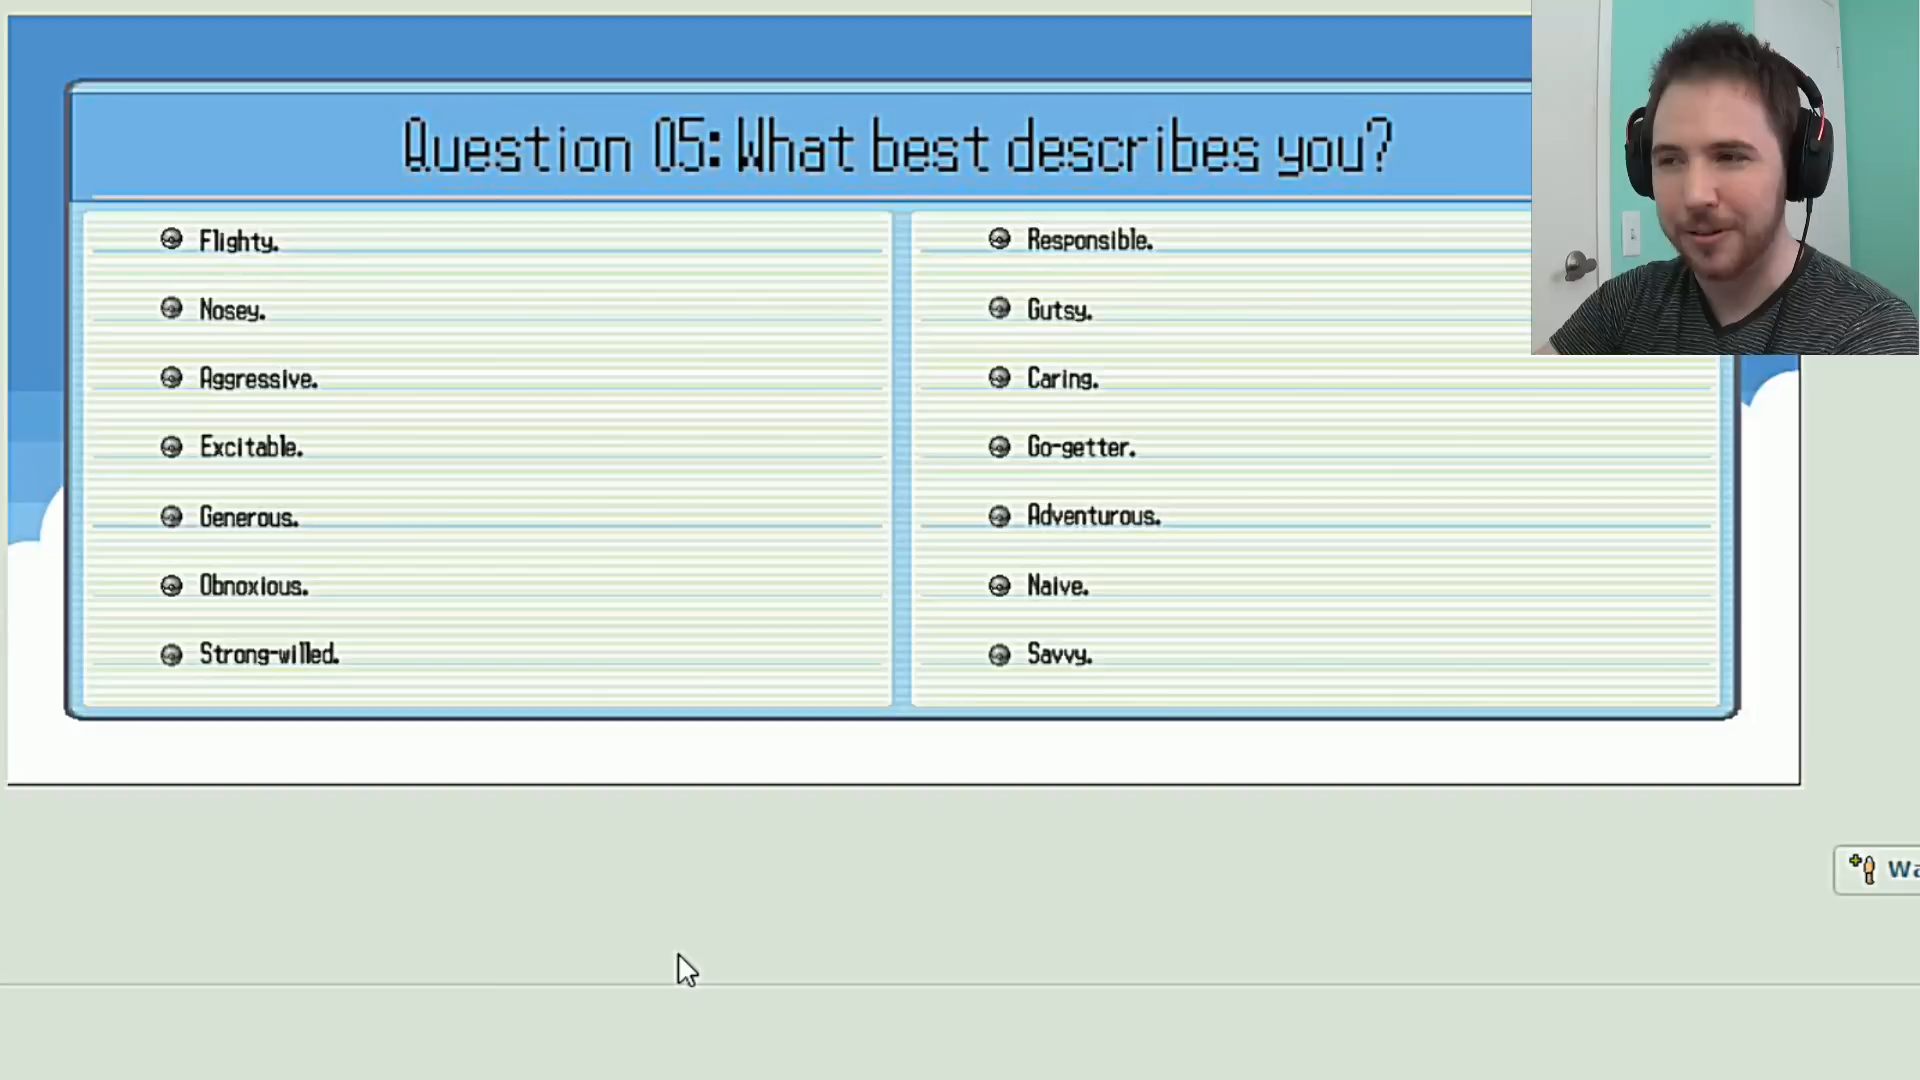 Question 05: What best describes you?
Flighty.
Nosey.
Aggressive.
Excitable.
Generous.
Obnoxious.
Strong-willed.
Responsible.
Gutsy.
Caring.
Go-getter.
Adventurous.
Naive.
Savvy.